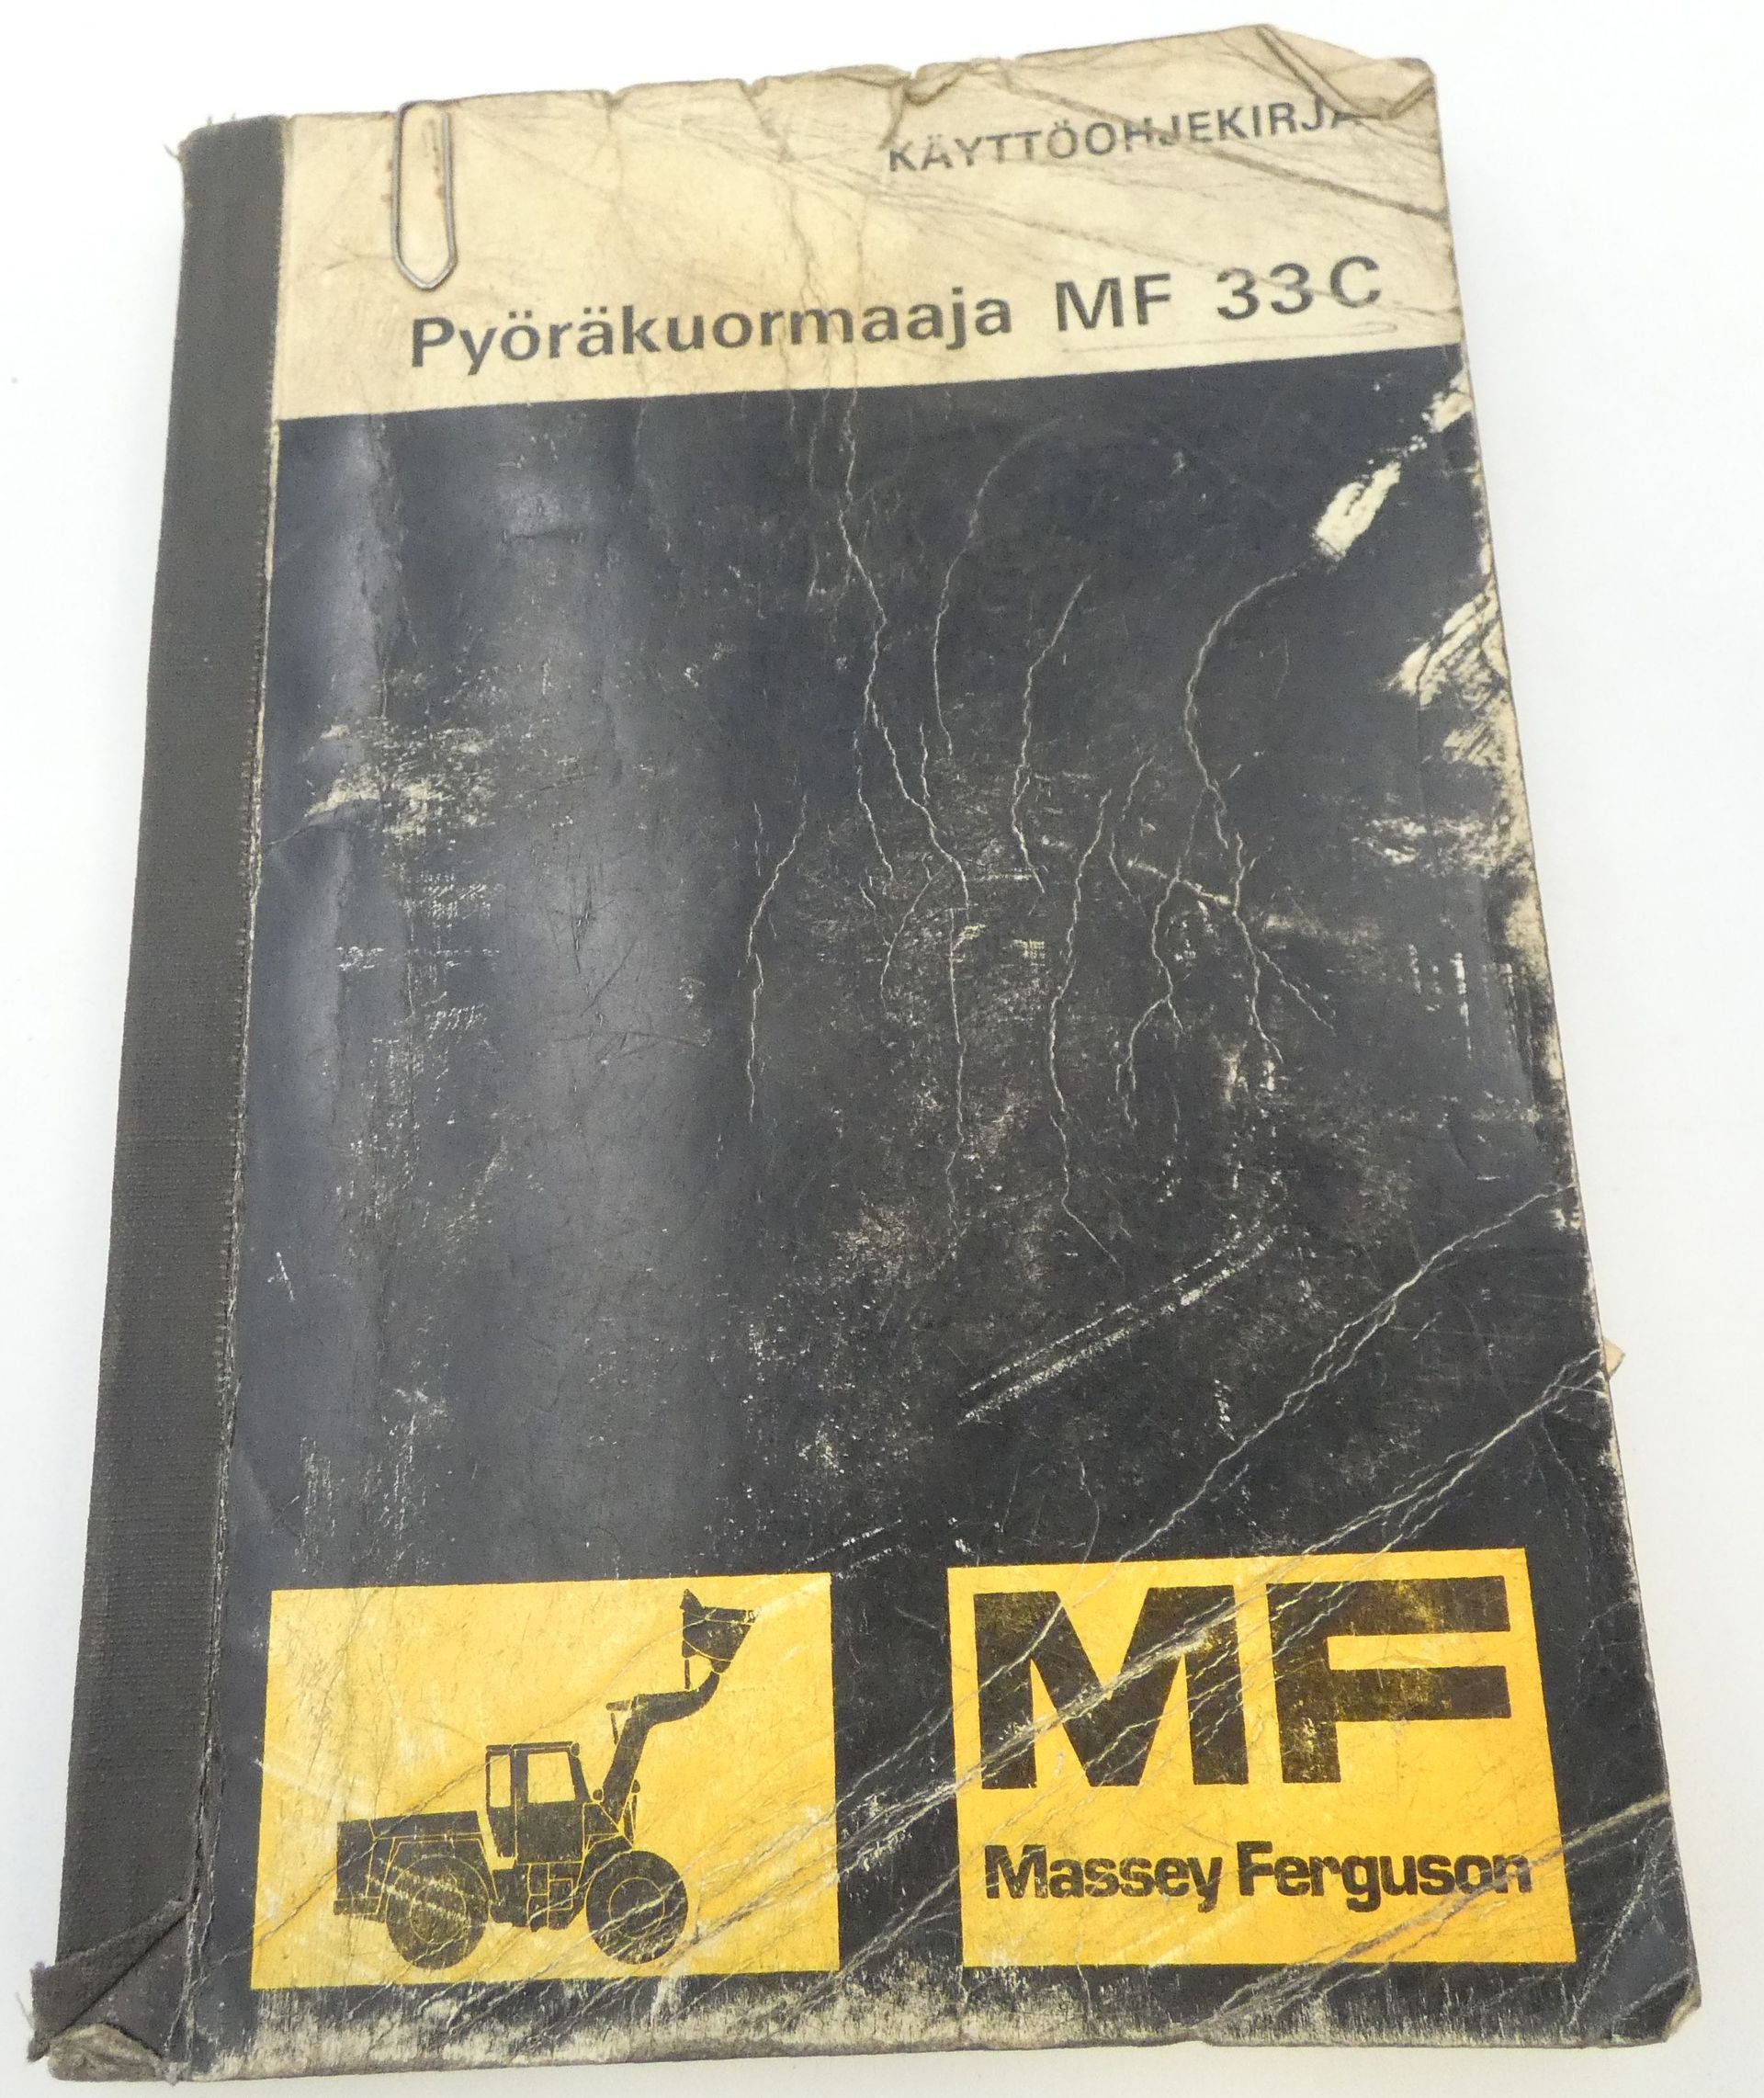 KÄYTTÖOHJEKIRJA
Pyöräkuormaaja MF 33C
MF
Massey Ferguson